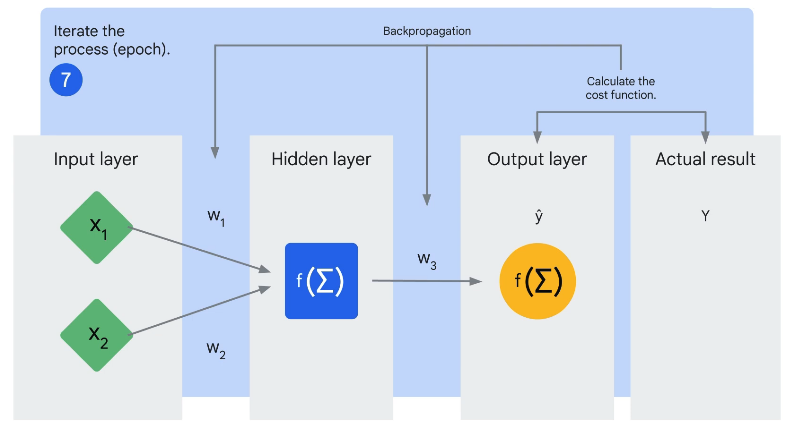 Iterate the
process (epoch).
7
Backpropagation
Calculate the
cost function.
Input layer
Hidden layer
Output layer
Actual result
x₁
w₁
ŷ
Y
f(Σ)
w₃
f(Σ)
x₂
w₂